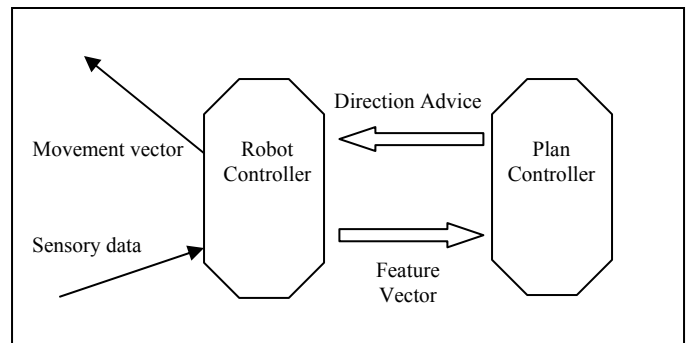 Direction Advice
Movement vector
Robot
Controller
Plan
Controller
Sensory data
Feature
Vector